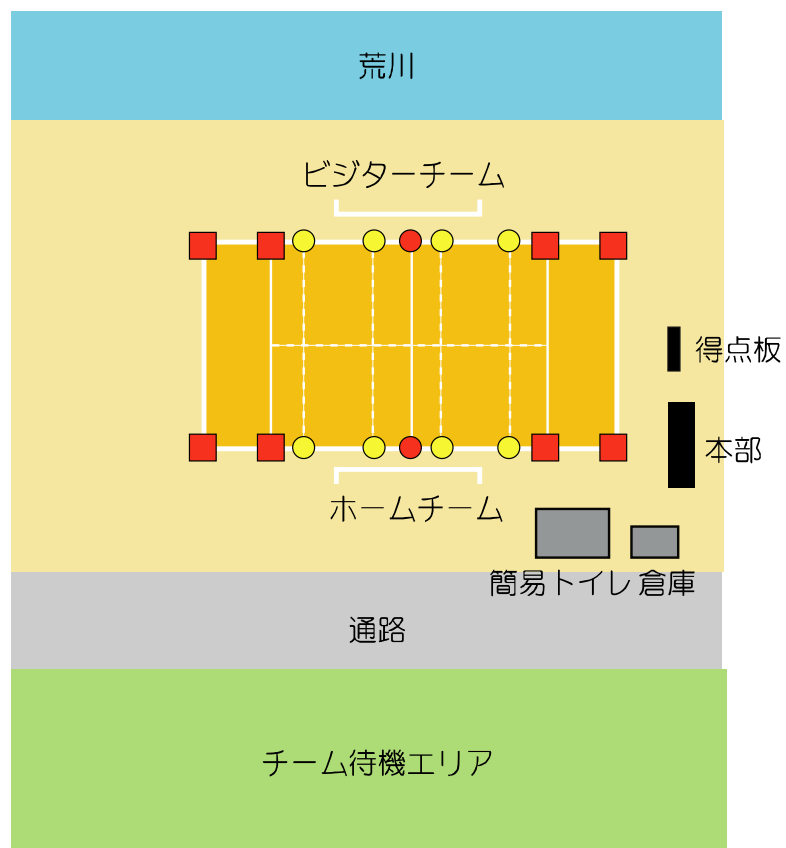 荒川
ビジターチーム
得点板
本部
ホームチーム
簡易トイレ
倉庫
通路
チーム待機エリア